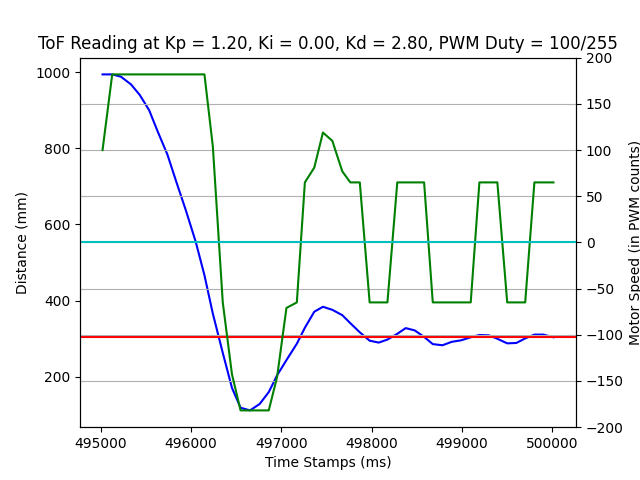 ToF Reading at Kp = 1.20, Ki = 0.00, Kd = 2.80, PWM Duty = 100/255
1000
800
600
400
200
Distance (mm)
200
150
100
50
0
−50
−100
−150
−200
Motor Speed (in PWM counts)
495000 496000 497000 498000 499000 500000
Time Stamps (ms)